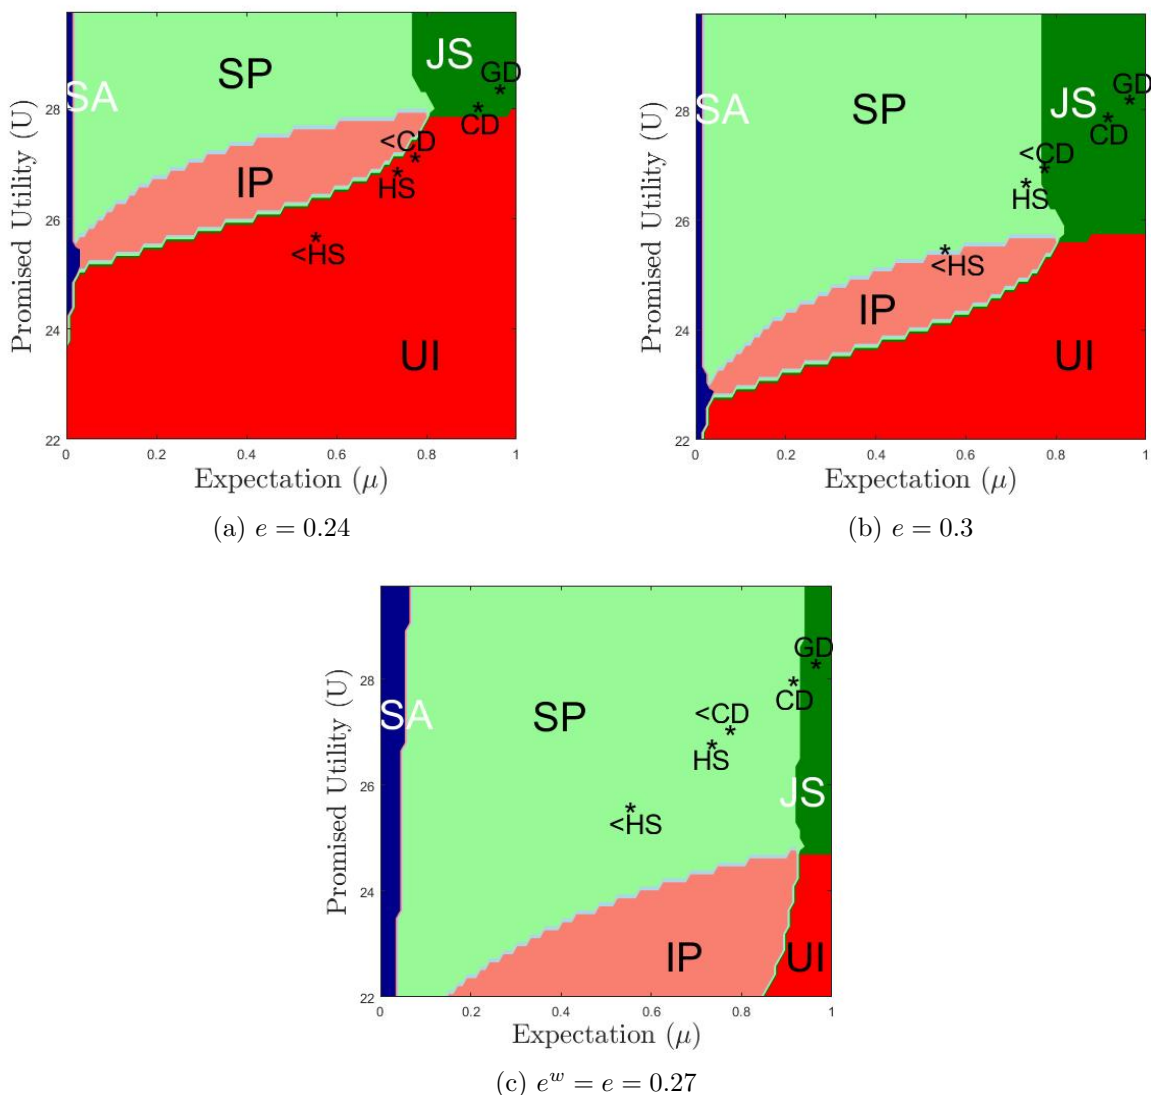 SP
JS
GD
*
SA
28
*
CD
<CD
*
IP
*
HS
26
*
<HS
24
UI
22
0
0.2
0.4
0.6
0.8
1
Promised Utility (U)
Expectation (μ)
(a) e = 0.24
GD
*
SA
28
SP
JS
*
CD
<CD
*
*
HS
26
*
<HS
IP
24
UI
22
0
0.2
0.4
0.6
0.8
1
Promised Utility (U)
Expectation (μ)
(b) e = 0.3
GD
*
28
*
CD
SA
SP
<CD
*
*
HS
26
JS
*
<HS
24
IP
UI
22
0
0.2
0.4
0.6
0.8
1
Promised Utility (U)
Expectation (μ)
(c) e^w = e = 0.27